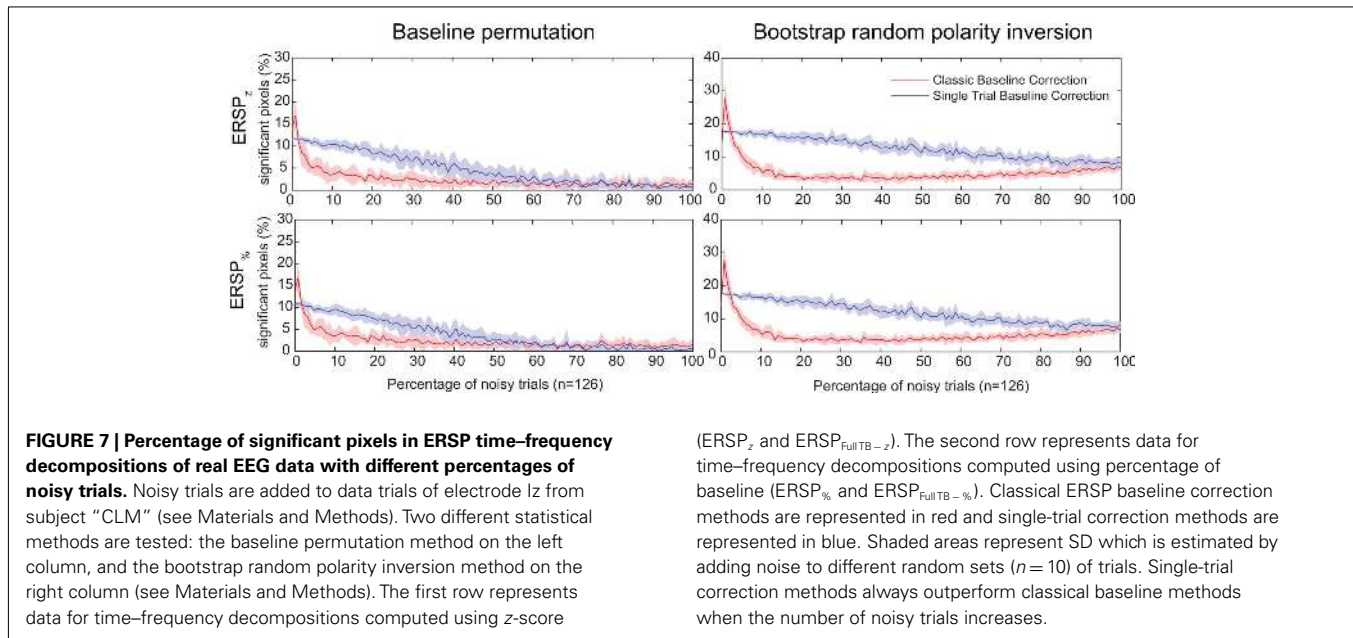 Baseline permutation
Bootstrap random polarity inversion
ERSPz
significant pixels (%)
30
25
20
15
10
5
0
0 10 20 30 40 50 60 70 80 90 100
40
30
20
10
0
Classic Baseline Correction
Single Trial Baseline Correction
0 10 20 30 40 50 60 70 80 90 100
ERSP%
significant pixels (%)
30
25
20
15
10
5
0
0 10 20 30 40 50 60 70 80 90 100
Percentage of noisy trials (n=126)
40
30
20
10
0
0 10 20 30 40 50 60 70 80 90 100
Percentage of noisy trials (n=126)
FIGURE 7 | Percentage of significant pixels in ERSP time–frequency
decompositions of real EEG data with different percentages of
noisy trials. Noisy trials are added to data trials of electrode Iz from
subject “CLM” (see Materials and Methods). Two different statistical
methods are tested: the baseline permutation method on the left
column, and the bootstrap random polarity inversion method on the
right column (see Materials and Methods). The first row represents
data for time–frequency decompositions computed using z-score
(ERSPz and ERSPFull TB – z). The second row represents data for
time–frequency decompositions computed using percentage of
baseline (ERSP% and ERSPFull TB – %). Classical ERSP baseline correction
methods are represented in red and single-trial correction methods are
represented in blue. Shaded areas represent SD which is estimated by
adding noise to different random sets (n = 10) of trials. Single-trial
correction methods always outperform classical baseline methods
when the number of noisy trials increases.